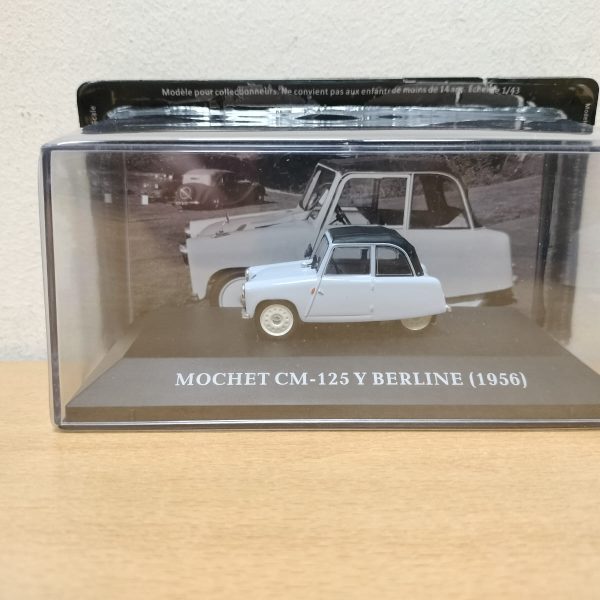 Modèle pour collectionneurs. Ne convient pas aux enfants de moins de 14 ans. Echelle 1/43
MOCHET CM-125 Y BERLINE (1956)